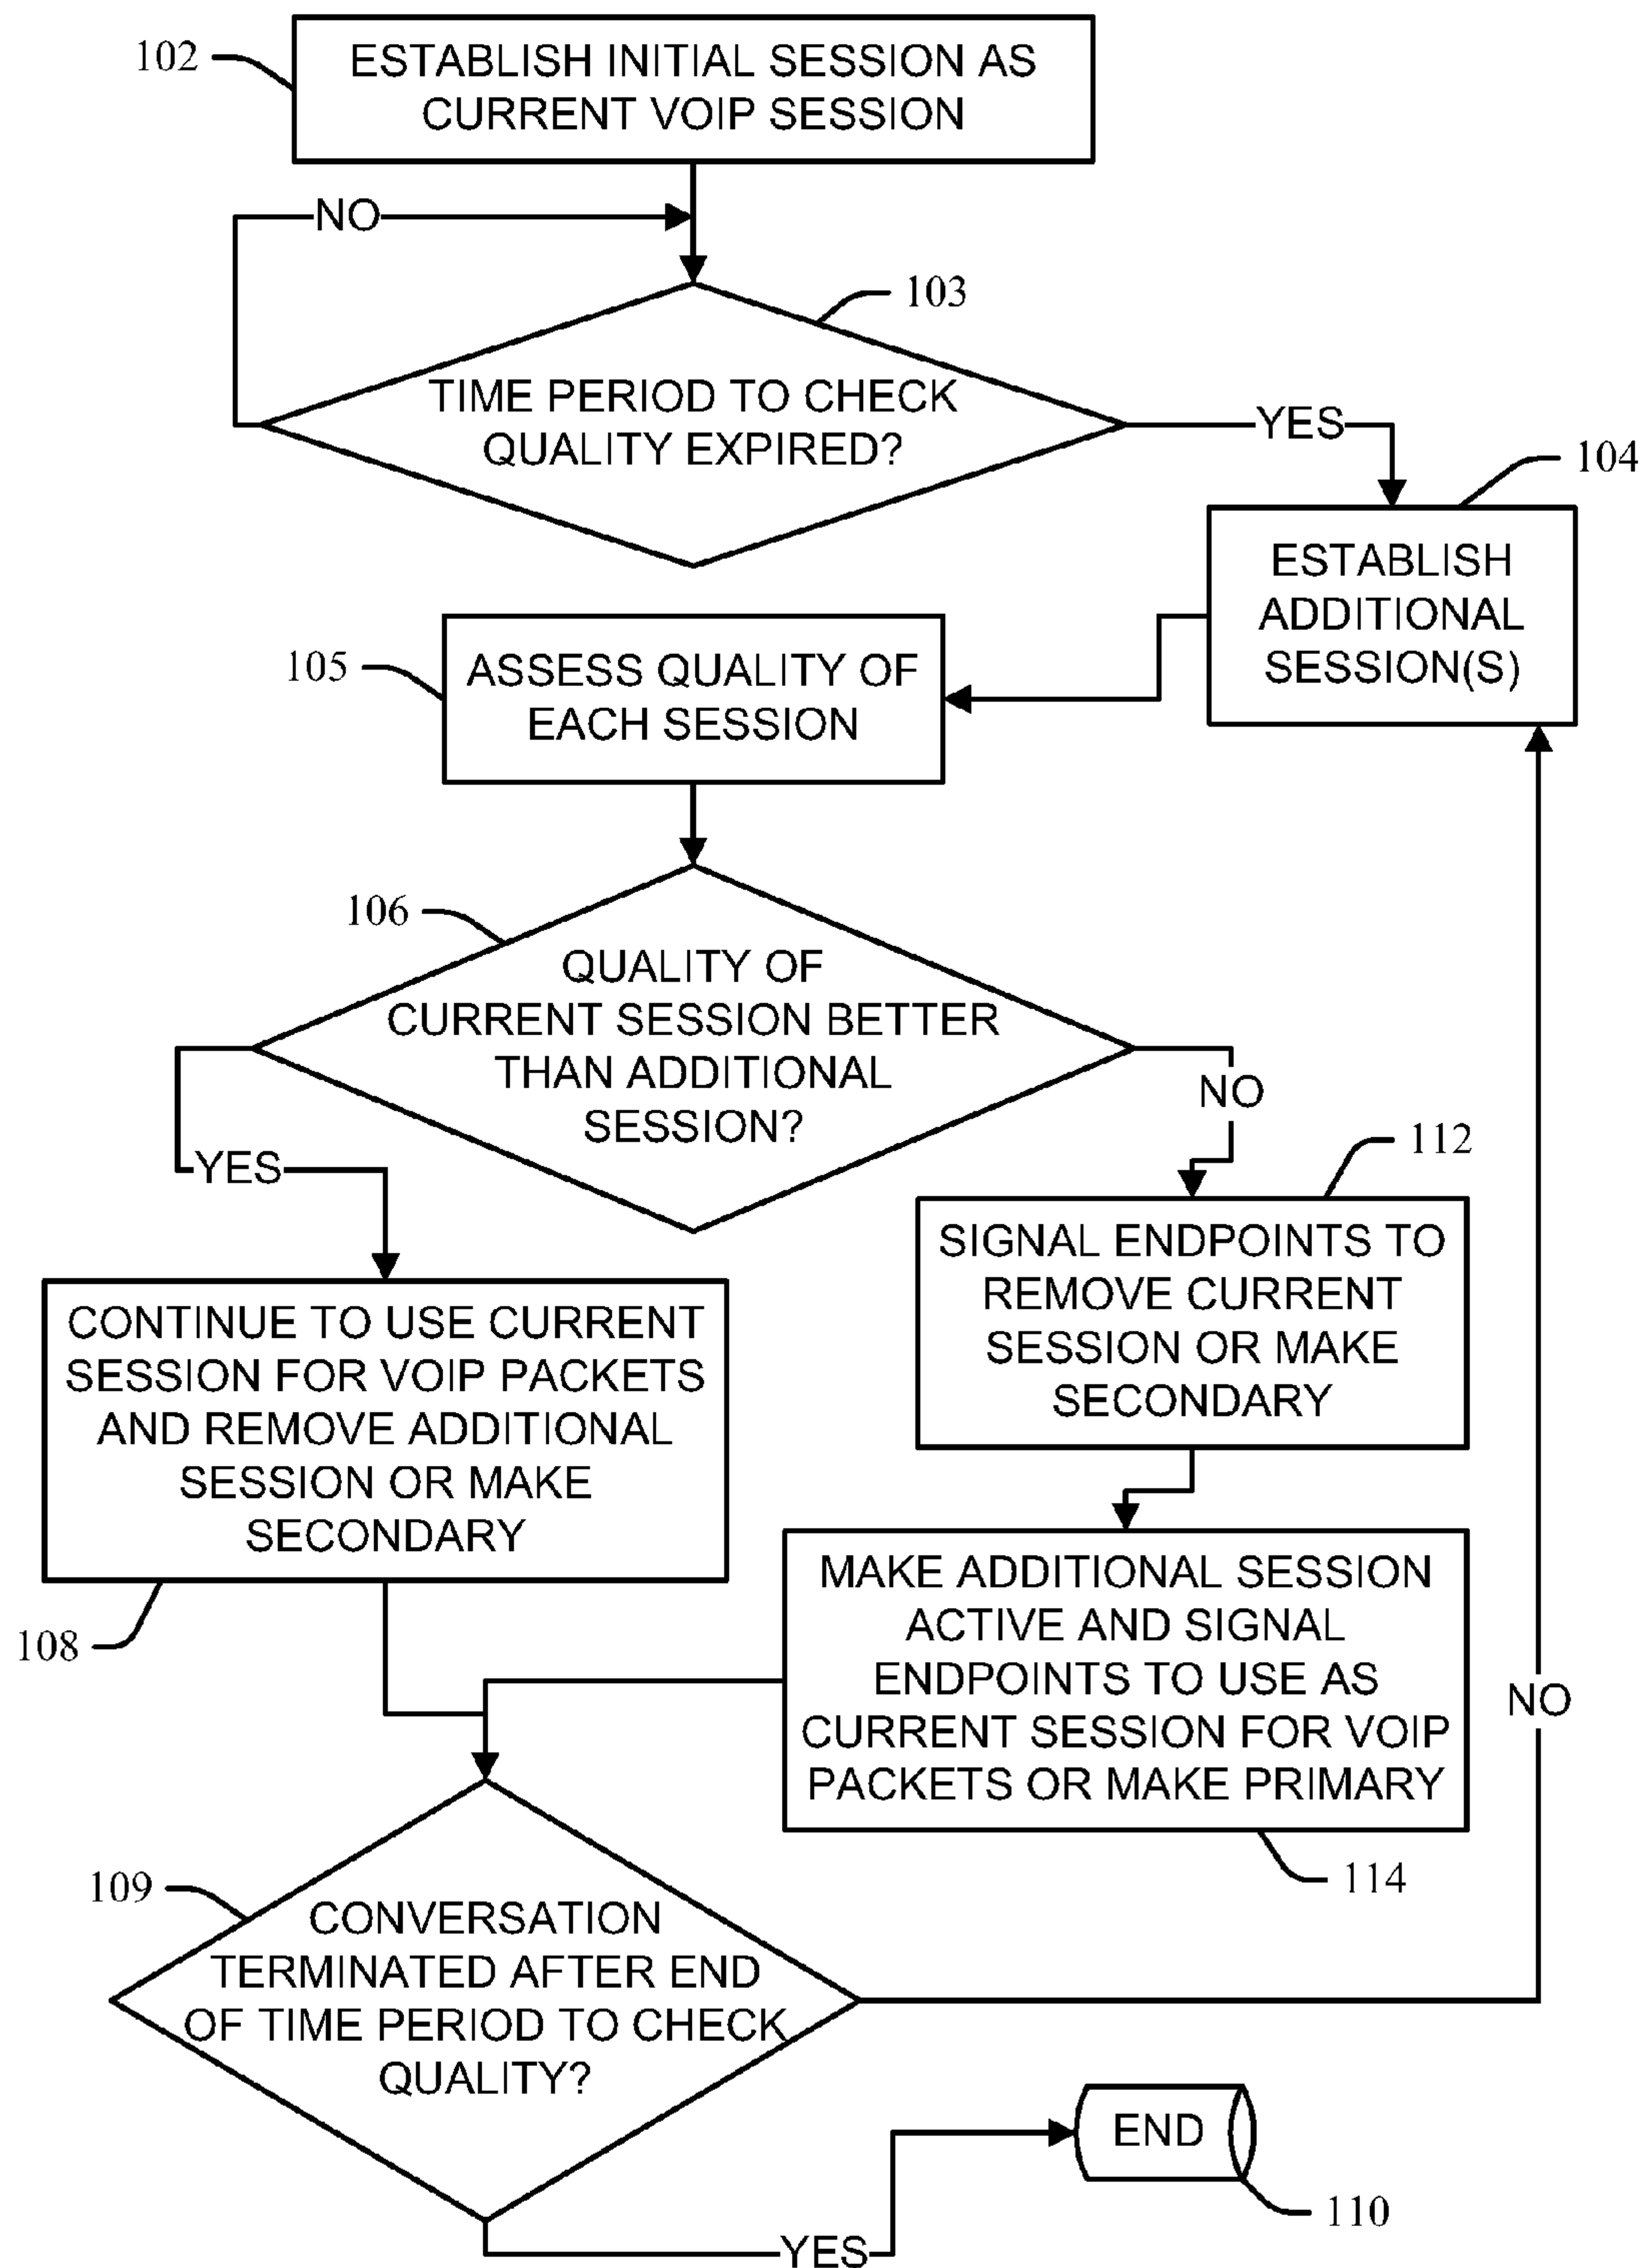 102
ESTABLISH INITIAL SESSION AS
CURRENT VOIP SESSION
NO
103
TIME PERIOD TO CHECK
QUALITY EXPIRED?
YES
104
ESTABLISH
ADDITIONAL
SESSION(S)
105
ASSESS QUALITY OF
EACH SESSION
106
QUALITY OF
CURRENT SESSION BETTER
THAN ADDITIONAL
SESSION?
NO
YES
112
SIGNAL ENDPOINTS TO
REMOVE CURRENT
SESSION OR MAKE
SECONDARY
CONTINUE TO USE CURRENT
SESSION FOR VOIP PACKETS
AND REMOVE ADDITIONAL
SESSION OR MAKE
SECONDARY
108
MAKE ADDITIONAL SESSION
ACTIVE AND SIGNAL
ENDPOINTS TO USE AS
CURRENT SESSION FOR VOIP
PACKETS OR MAKE PRIMARY
114
NO
109
CONVERSATION
TERMINATED AFTER END
OF TIME PERIOD TO CHECK
QUALITY?
YES
END
110